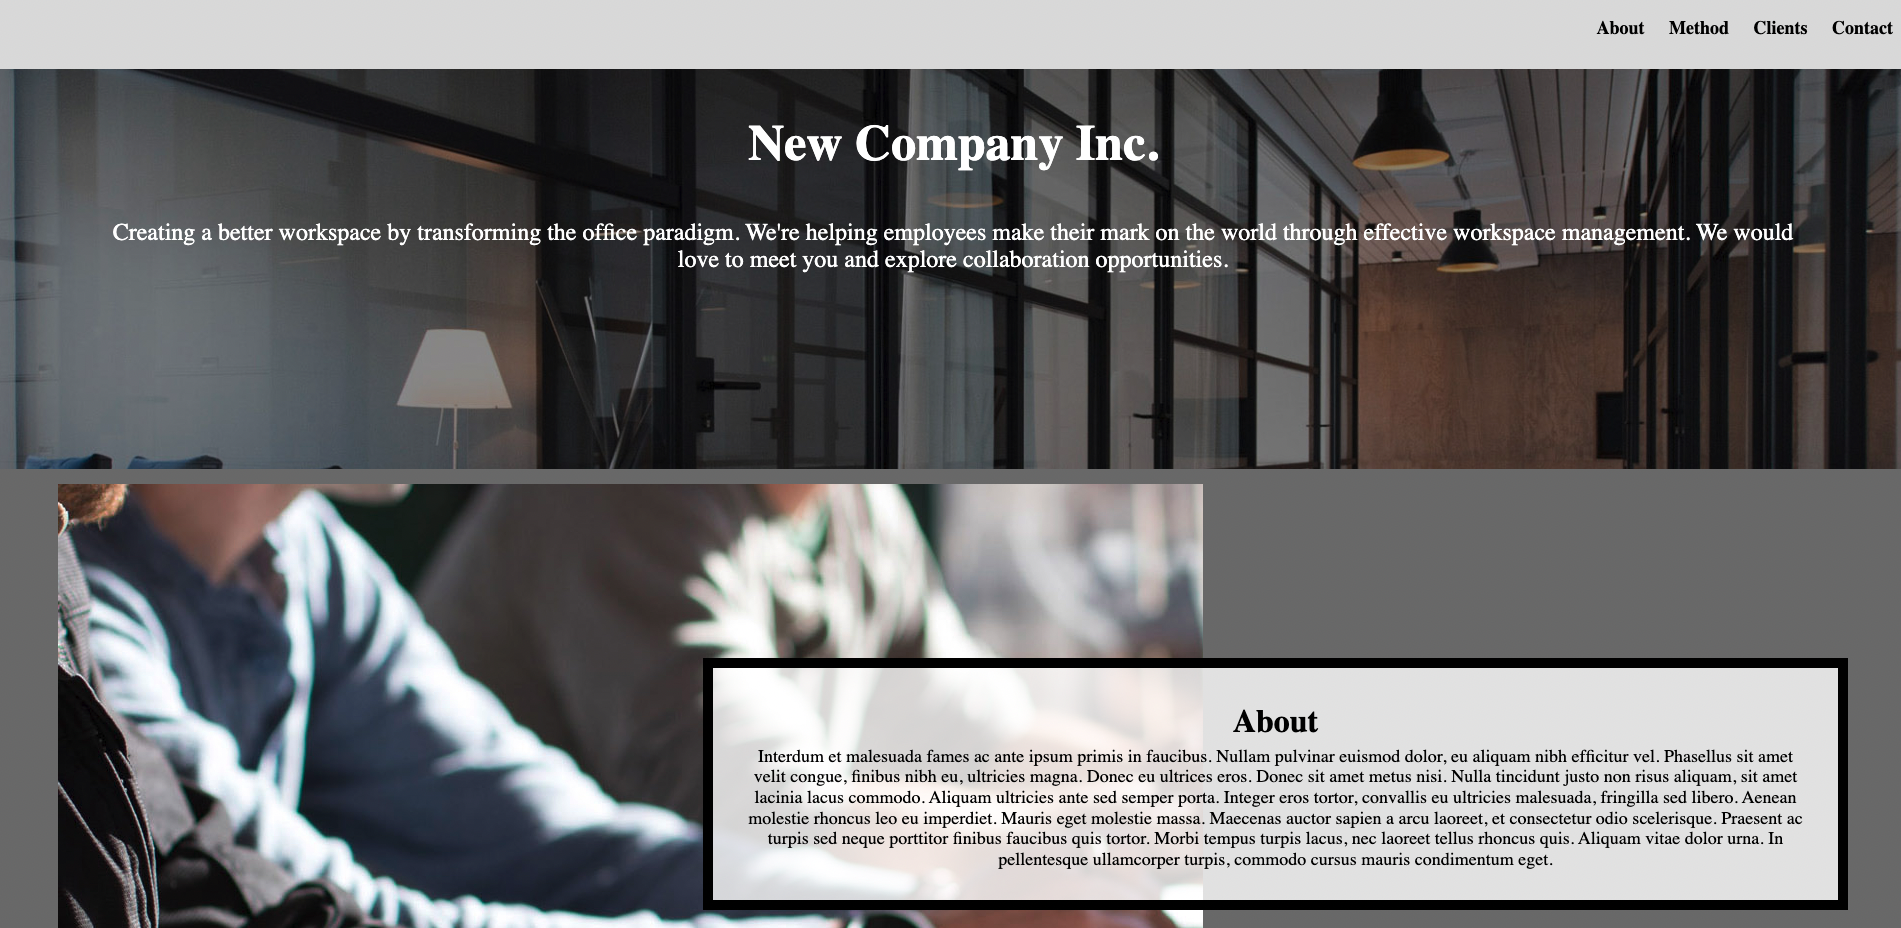 About Method Clients Contact
New Company Inc.
Creating a better workspace by transforming the office paradigm. We're helping employees make their mark on the world through effective workspace management. We would
love to meet you and explore collaboration opportunities.
About
Interdum et malesuada fames ac ante ipsum primis in faucibus. Nullam pulvinar euismod dolor, eu aliquam nibh efficitur vel. Phasellus sit amet
velit congue, finibus nibh eu, ultricies magna. Donec eu ultrices eros. Donec sit amet metus nisi. Nulla tincidunt justo non risus aliquam, sit amet
lacinia lacus commodo. Aliquam ultricies ante sed semper porta. Integer eros tortor, convallis eu ultricies malesuada, fringilla sed libero. Aenean
molestie rhoncus leo eu imperdiet. Mauris eget molestie massa. Maecenas auctor sapien a arcu laoreet, et consectetur odio scelerisque. Praesent ac
turpis sed neque porttitor finibus faucibus quis tortor. Morbi tempus turpis lacus, nec laoreet tellus rhoncus quis. Aliquam vitae dolor urna. In
pellentesque ullamcorper turpis, commodo cursus mauris condimentum eget.